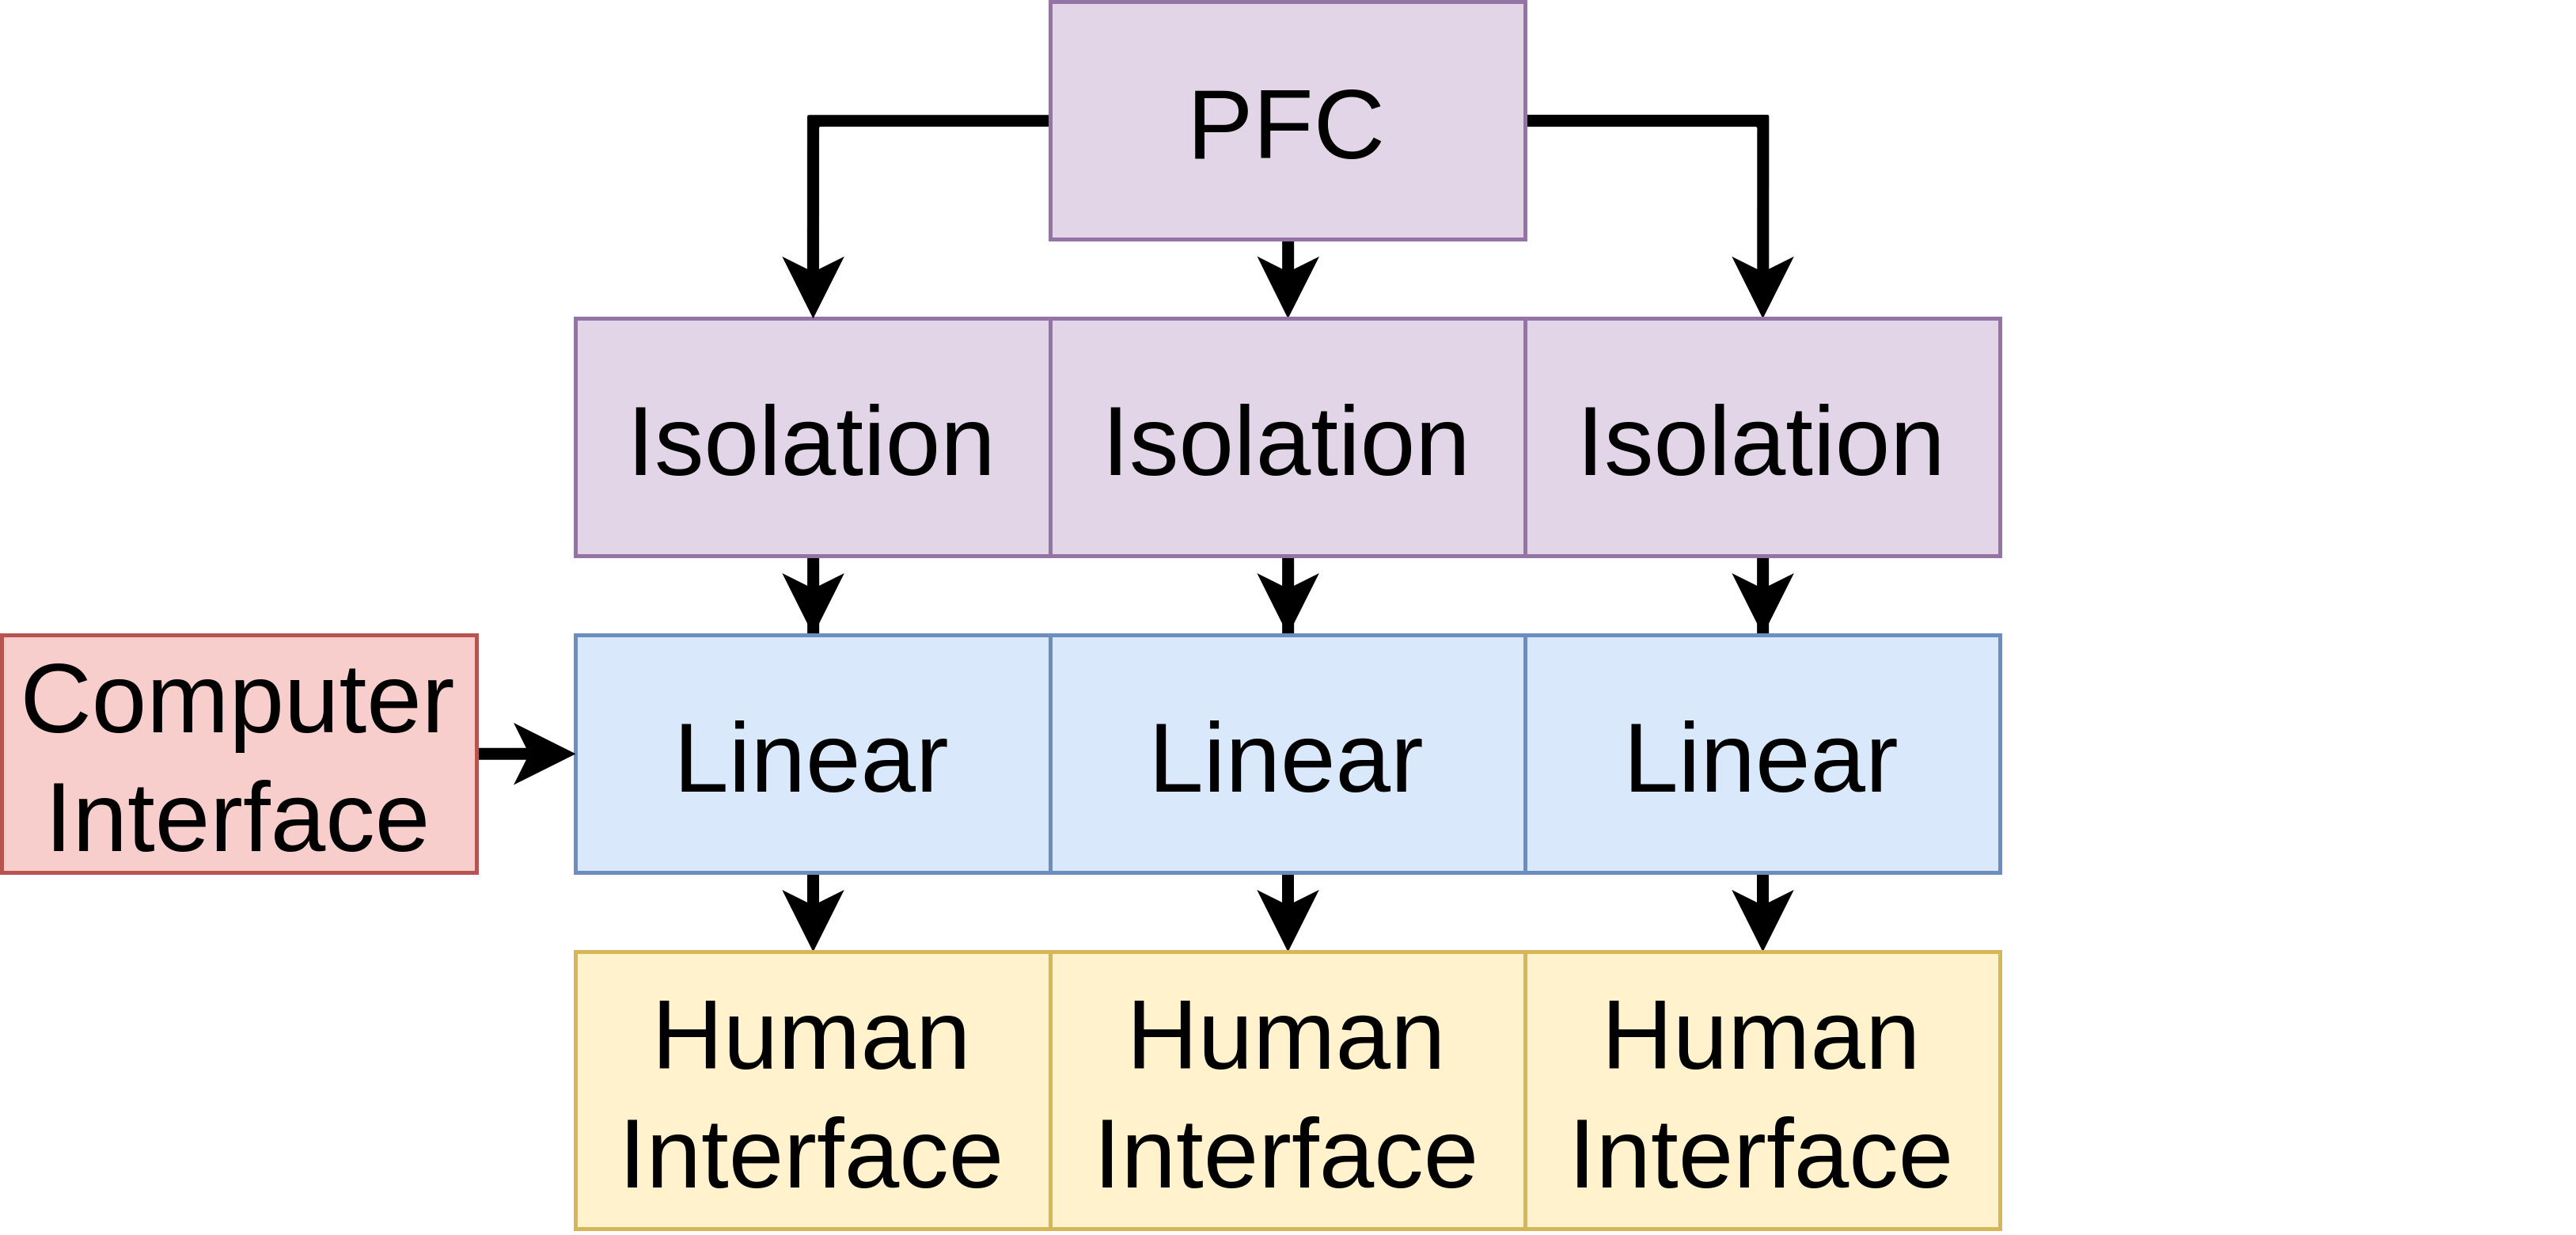 PFC
Isolation Isolation Isolation
Computer
Interface
Linear Linear Linear
Human Human Human
Interface Interface Interface